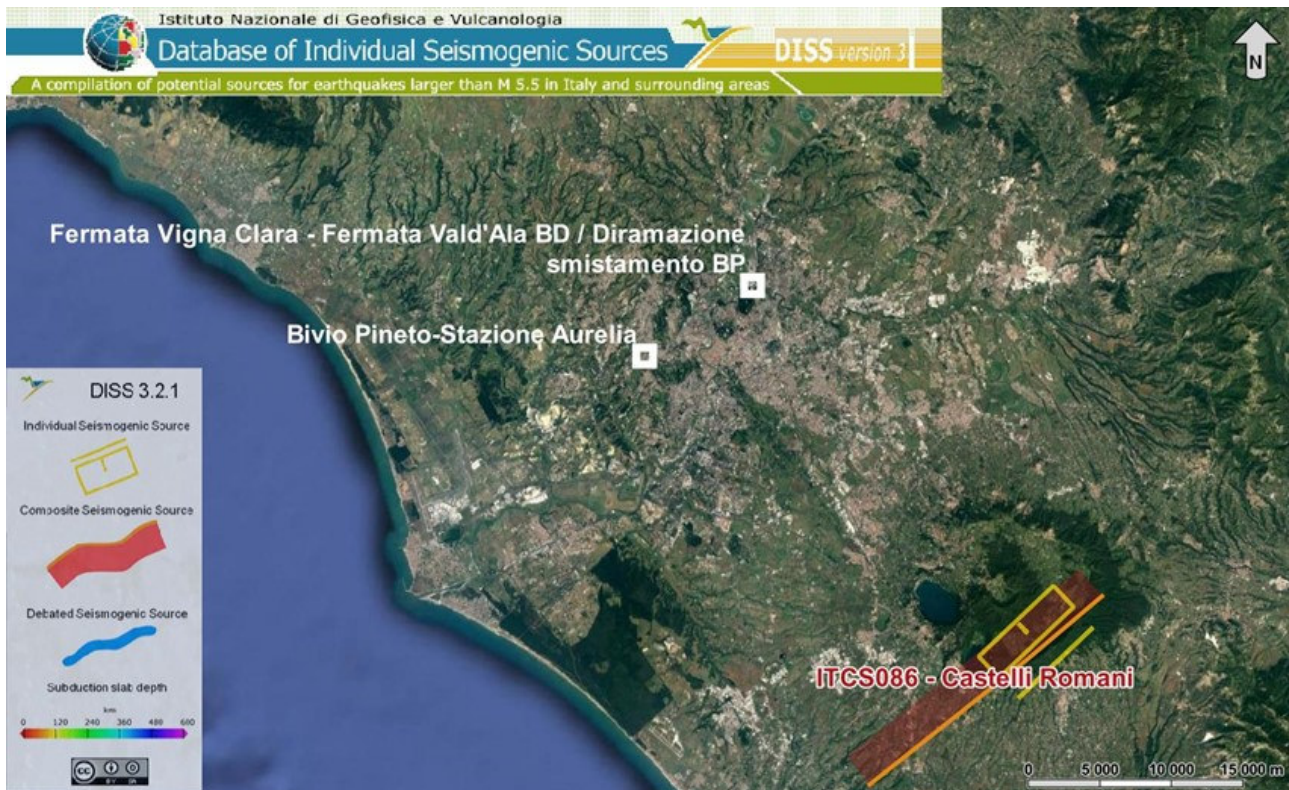 Istituto Nazionale di Geofisica e Vulcanologia
Database of Individual Seismogenic Sources
DISS version 3
A compilation of potential sources for earthquakes larger than M 5.5 in Italy and surrounding areas
N
Fermata Vigna Clara - Fermata Vald'Ala BD / Diramazione
smistamento BP
Bivio Pineto-Stazione Aurelia
DISS 3.2.1
Individual Seismogenic Source
Composite Seismogenic Source
Debated Seismogenic Source
Subduction slab depth
km
0 120 240 360 480 600
cc
BY SA
ITCS086 - Castelli Romani
0 5 000 10 000 15 000 m